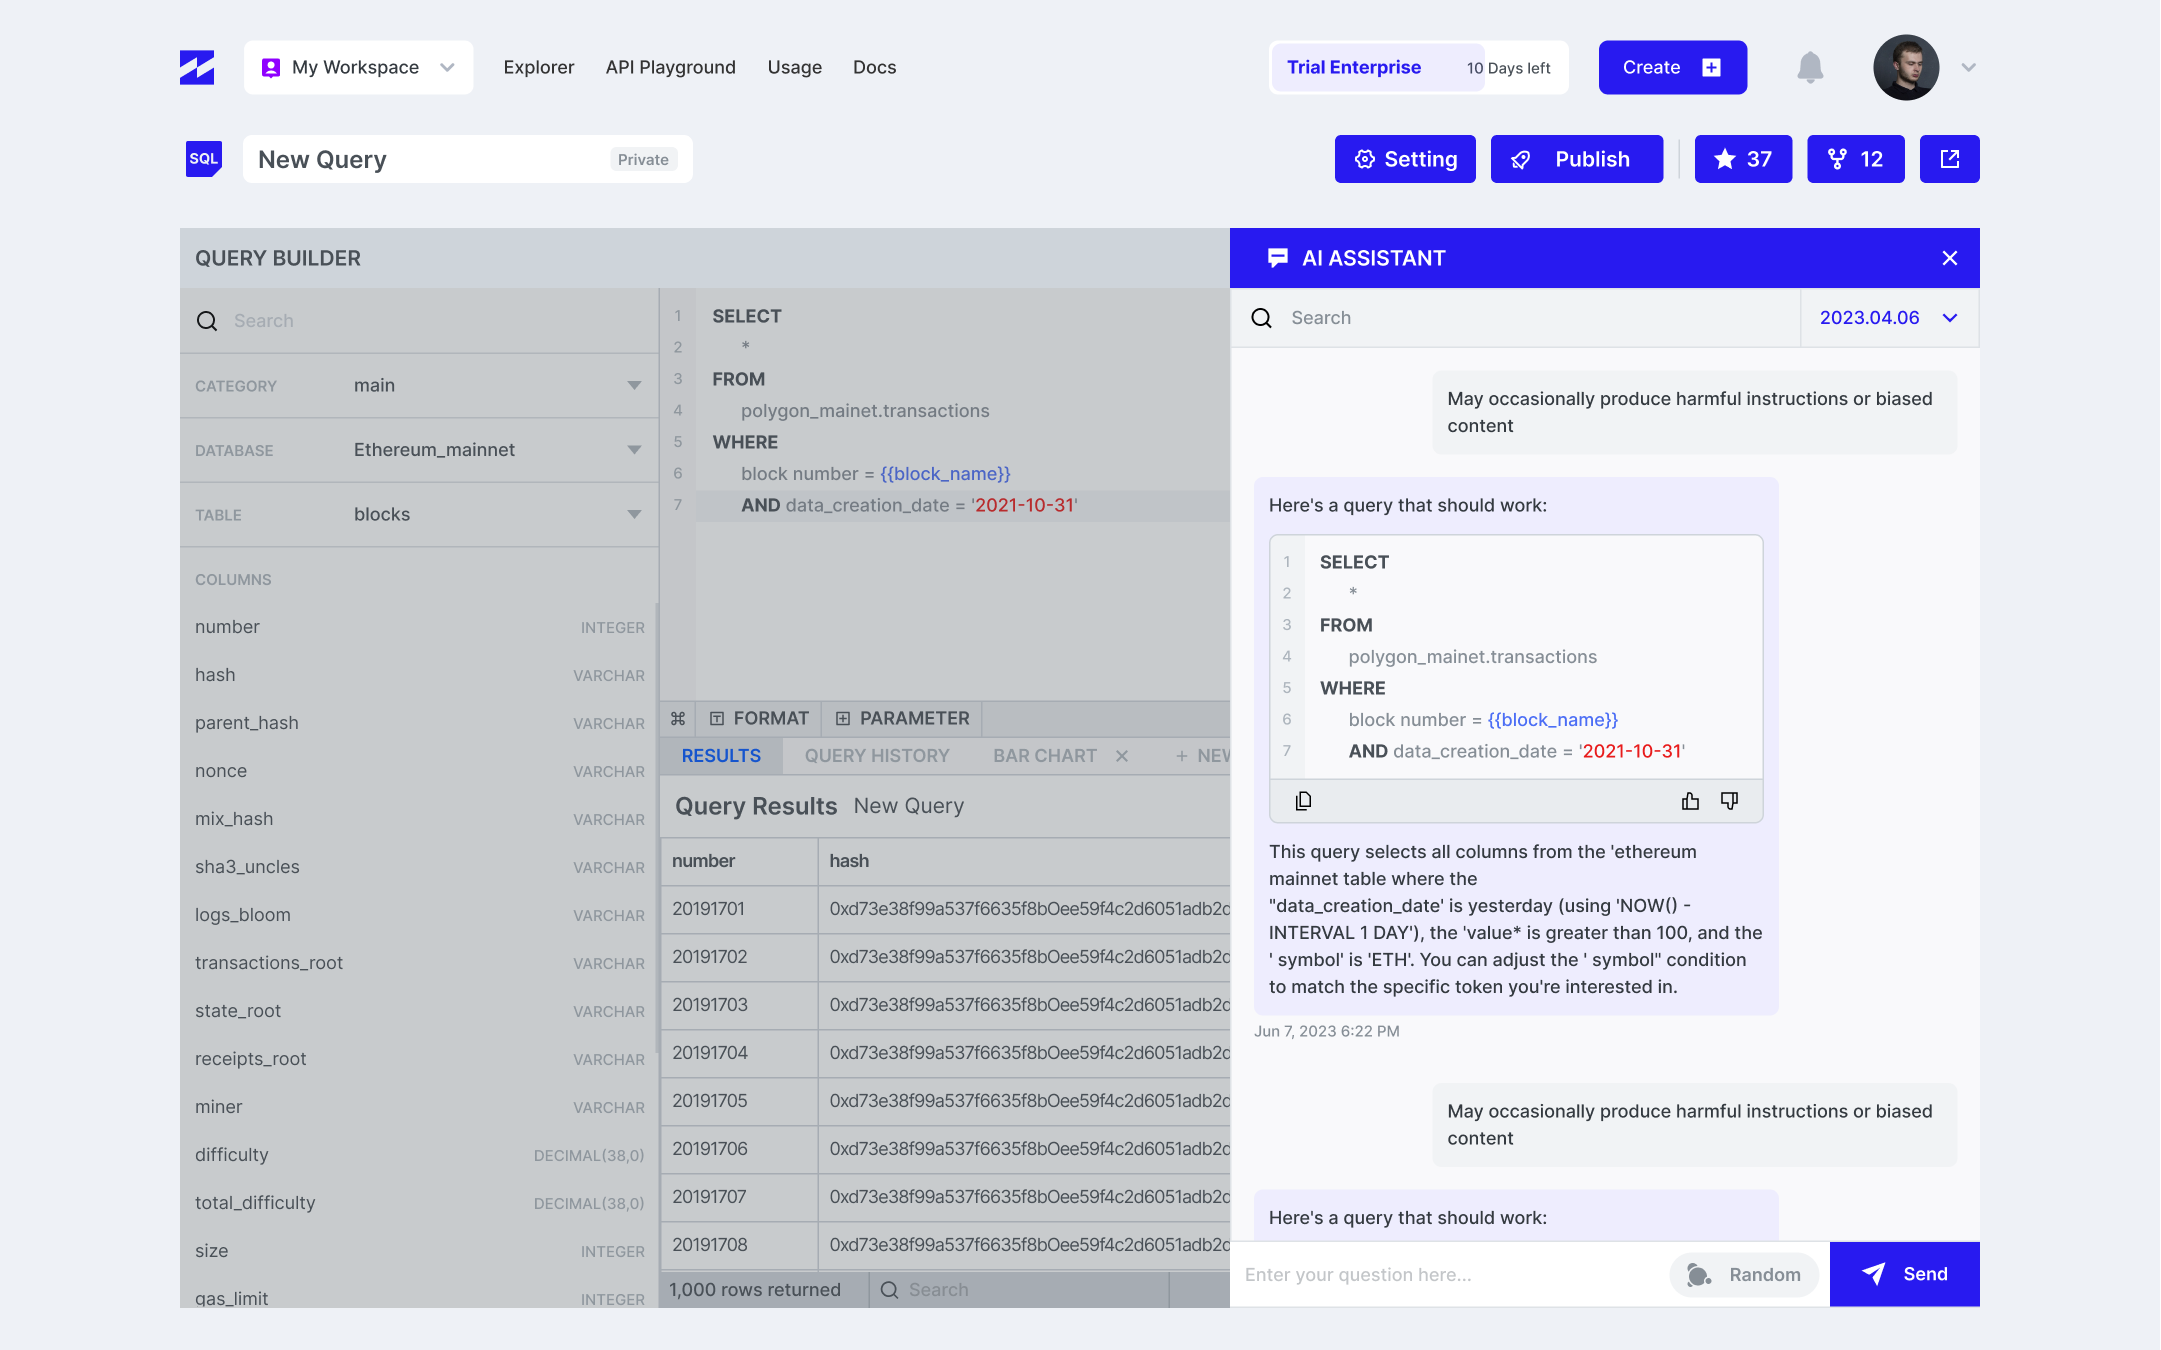 My Workspace
Explorer
API Playground
Usage
Docs
Trial Enterprise
10 Days left
Create
SQL
New Query
Private
Setting
Publish
37
12
QUERY BUILDER
Search
CATEGORY main
DATABASE Ethereum_mainnet
TABLE blocks
COLUMNS
number INTEGER
hash VARCHAR
parent_hash VARCHAR
nonce VARCHAR
mix_hash VARCHAR
sha3_uncles VARCHAR
logs_bloom VARCHAR
transactions_root VARCHAR
state_root VARCHAR
receipts_root VARCHAR
miner VARCHAR
difficulty DECIMAL(38,0)
total_difficulty DECIMAL(38,0)
size INTEGER
gas_limit INTEGER
1 SELECT
2 *
3 FROM
4 polygon_mainet.transactions
5 WHERE
6 block number = {{block_name}}
7 AND data_creation_date = '2021-10-31'
FORMAT
PARAMETER
RESULTS
QUERY HISTORY
BAR CHART
+ NEW
Query Results New Query
number hash
20191701 0xd73e38f99a537f6635f8bOee59f4c2d6051adb2d
20191702 0xd73e38f99a537f6635f8bOee59f4c2d6051adb2d
20191703 0xd73e38f99a537f6635f8bOee59f4c2d6051adb2d
20191704 0xd73e38f99a537f6635f8bOee59f4c2d6051adb2d
20191705 0xd73e38f99a537f6635f8bOee59f4c2d6051adb2d
20191706 0xd73e38f99a537f6635f8bOee59f4c2d6051adb2d
20191707 0xd73e38f99a537f6635f8bOee59f4c2d6051adb2d
20191708 0xd73e38f99a537f6635f8bOee59f4c2d6051adb2d
1,000 rows returned
Search
AI ASSISTANT
Search
2023.04.06
May occasionally produce harmful instructions or biased
content
Here's a query that should work:
1 SELECT
2 *
3 FROM
4 polygon_mainet.transactions
5 WHERE
6 block number = {{block_name}}
7 AND data_creation_date = '2021-10-31'
This query selects all columns from the 'ethereum
mainnet table where the
"data_creation_date' is yesterday (using 'NOW() -
INTERVAL 1 DAY'), the 'value* is greater than 100, and the
' symbol' is 'ETH'. You can adjust the ' symbol" condition
to match the specific token you're interested in.
Jun 7, 2023 6:22 PM
May occasionally produce harmful instructions or biased
content
Here's a query that should work:
Enter your question here...
Random
Send